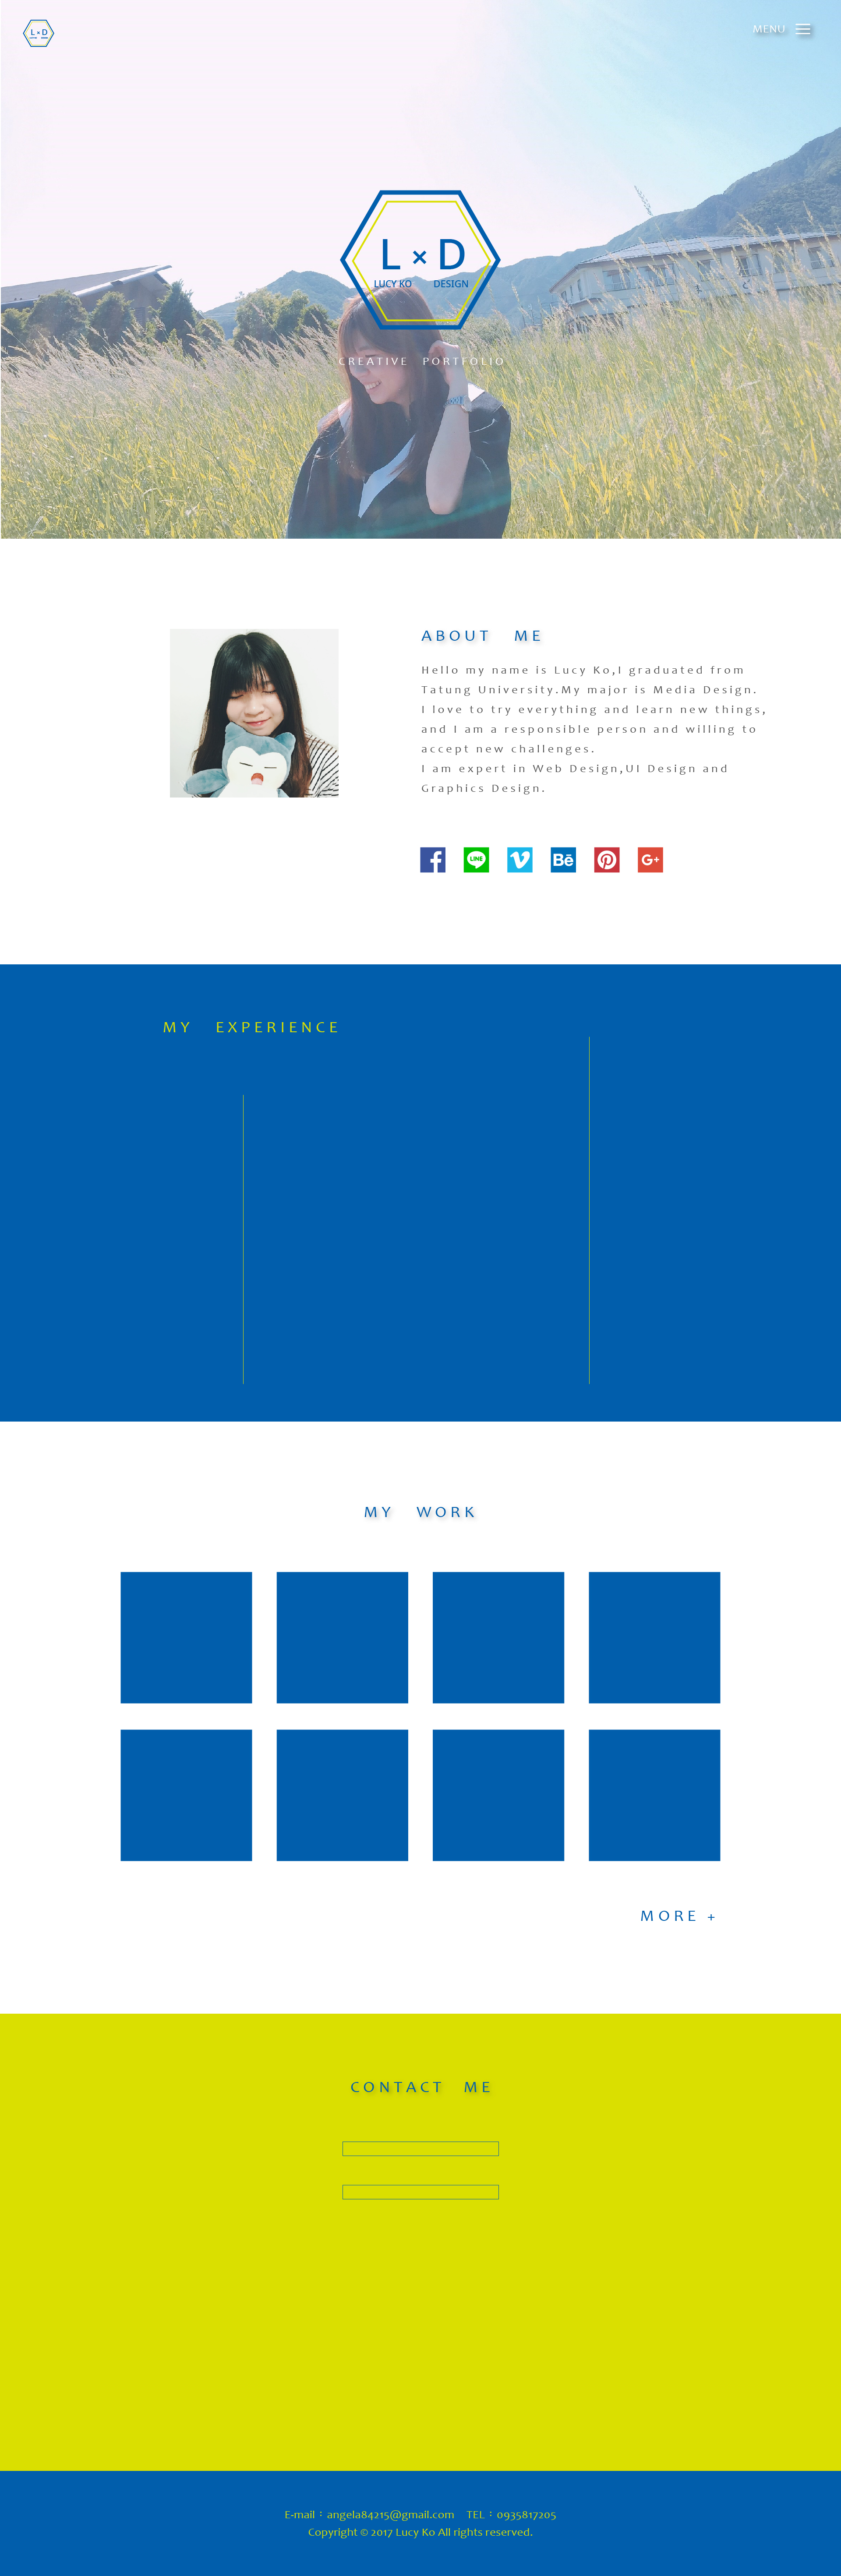 L × D
MENU
L × D
LUCY KO DESIGN
CREATIVE PORTFOLIO
ABOUT ME
Hello my name is Lucy Ko,I graduated from
Tatung University.My major is Media Design.
I love to try everything and learn new things,
and I am a responsible person and willing to
accept new challenges.
I am expert in Web Design,UI Design and
Graphics Design.
LINE
Bē
G+
MY EXPERIENCE
MY WORK
MORE +
CONTACT ME
E-mail：angela84215@gmail.com TEL：0935817205
Copyright © 2017 Lucy Ko All rights reserved.